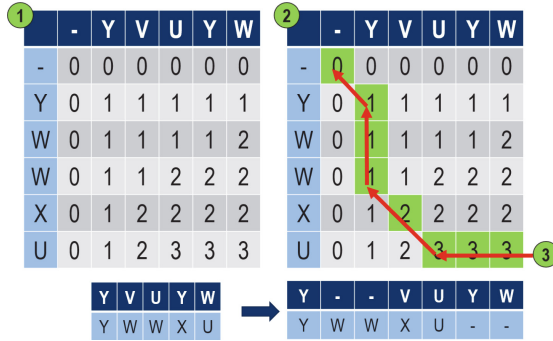 1
- Y V U Y W
- 0 0 0 0 0 0
Y 0 1 1 1 1 1
W 0 1 1 1 1 2
W 0 1 1 2 2 2
X 0 1 2 2 2 2
U 0 1 2 3 3 3
2
- Y V U Y W
- 0 0 0 0 0 0
Y 0 1 1 1 1 1
W 0 1 1 1 1 2
W 0 1 1 2 2 2
X 0 1 2 2 2 2
U 0 1 2 3 3 3
3
Y V U Y W
Y W W X U
Y - - V U Y W
Y W W X U - -